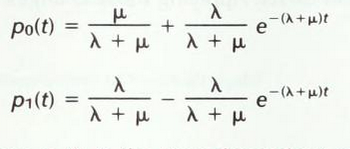 p₀(t) = μ / (λ + μ) + λ / (λ + μ) e^−(λ+μ)t
p₁(t) = λ / (λ + μ) − λ / (λ + μ) e^−(λ+μ)t